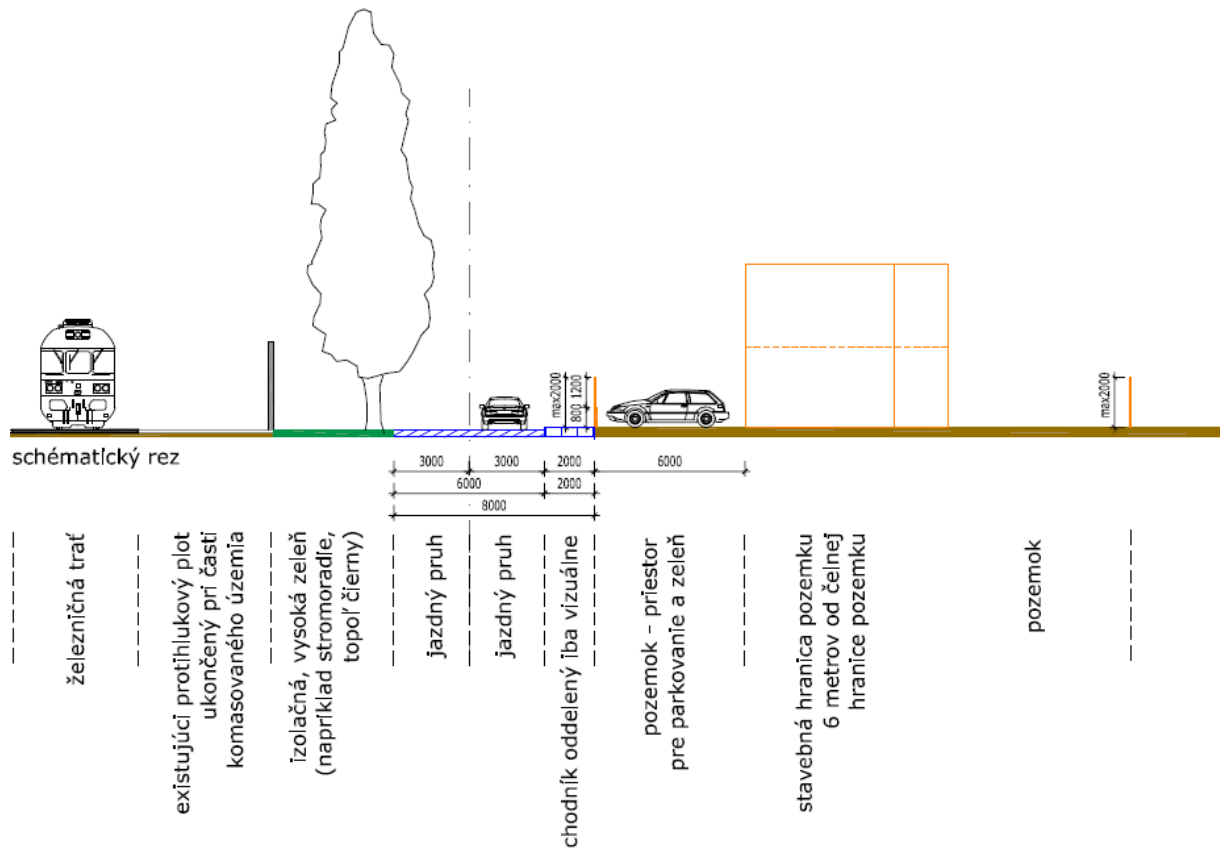 max2000
800 1200
max2000
schématický rez
3000
3000
2000
6000
6000
2000
8000
železničná trať
existujúci protihlukový plot
ukončený pri časti
komasovaného územia
izolačná, vysoká zeleň
(napríklad stromoradie,
topoľ čierny)
jazdný pruh
jazdný pruh
chodník oddelený iba vizuálne
pozemok - priestor
pre parkovanie a zeleň
stavebná hranica pozemku
6 metrov od čelnej
hranice pozemku
pozemok